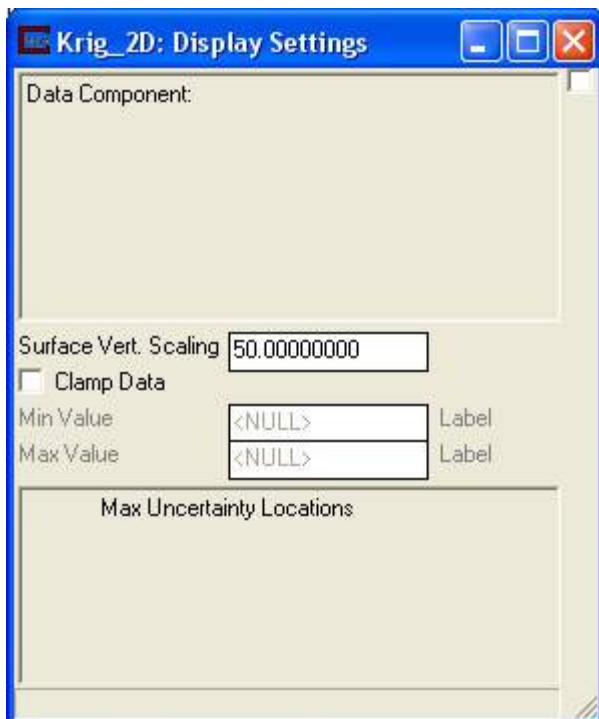 Krig_2D: Display Settings
Data Component:
Surface Vert. Scaling 50.00000000
Clamp Data
Min Value <NULL> Label
Max Value <NULL> Label
Max Uncertainty Locations